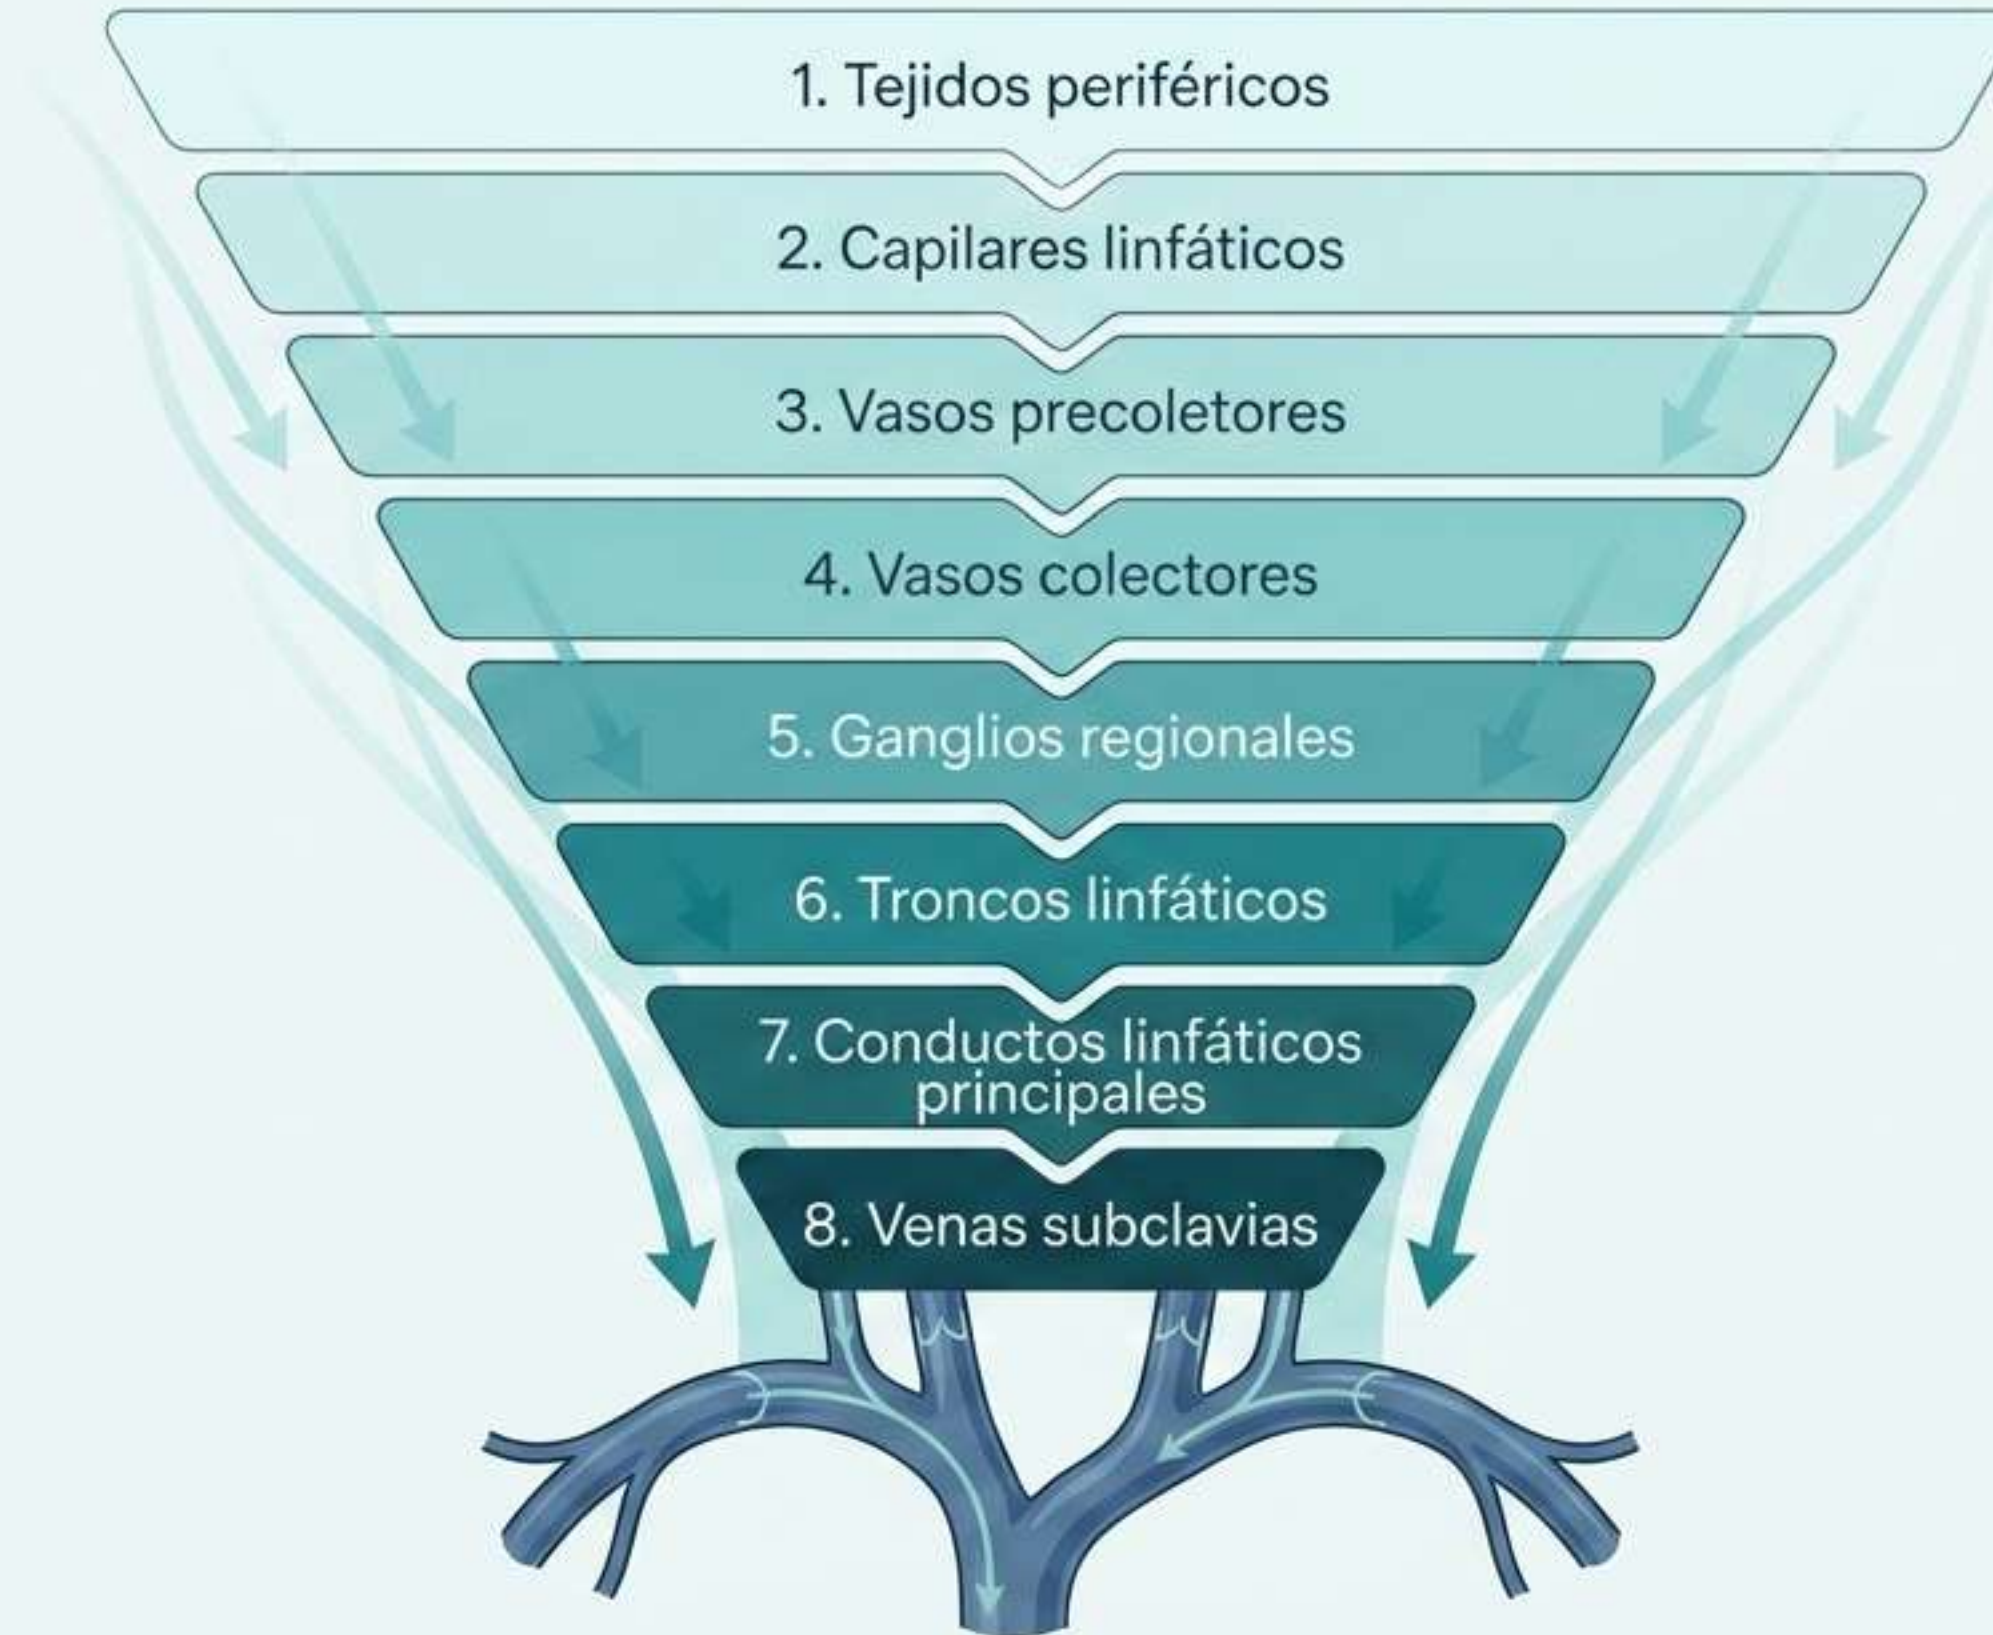 1. Tejidos periféricos
2. Capilares linfáticos
3. Vasos precoletores
4. Vasos colectores
5. Ganglios regionales
6. Troncos linfáticos
7. Conductos linfáticos
principales
8. Venas subclavias